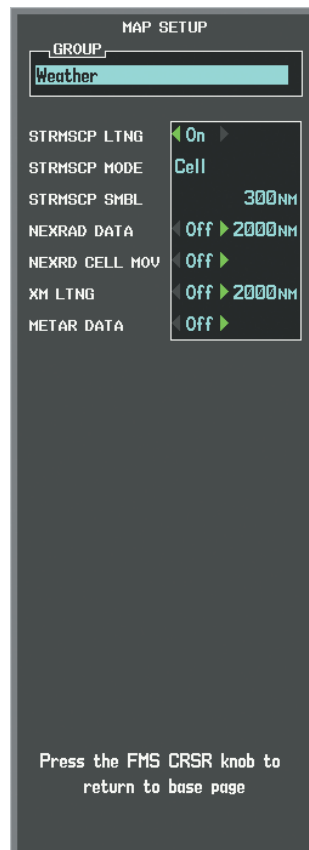 MAP SETUP
GROUP
Weather
STRMSCP LTNG On
STRMSCP MODE Cell
STRMSCP SMBL 300NM
NEXRAD DATA Off 2000NM
NEXRD CELL MOV Off
XM LTNG Off 2000NM
METAR DATA Off
Press the FMS CRSR knob to
return to base page